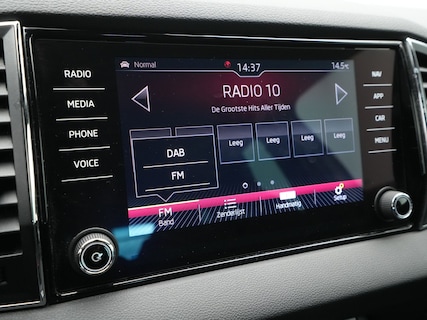 Normal
14:37
14.5°C
RADIO
MEDIA
PHONE
VOICE
RADIO 10
De Grootste Hits Aller Tijden
NAV
APP
CAR
MENU
DAB
FM
Leeg
Leeg
Leeg
Leeg
FM
Band
Zenderlijst
Handmatig
Setup